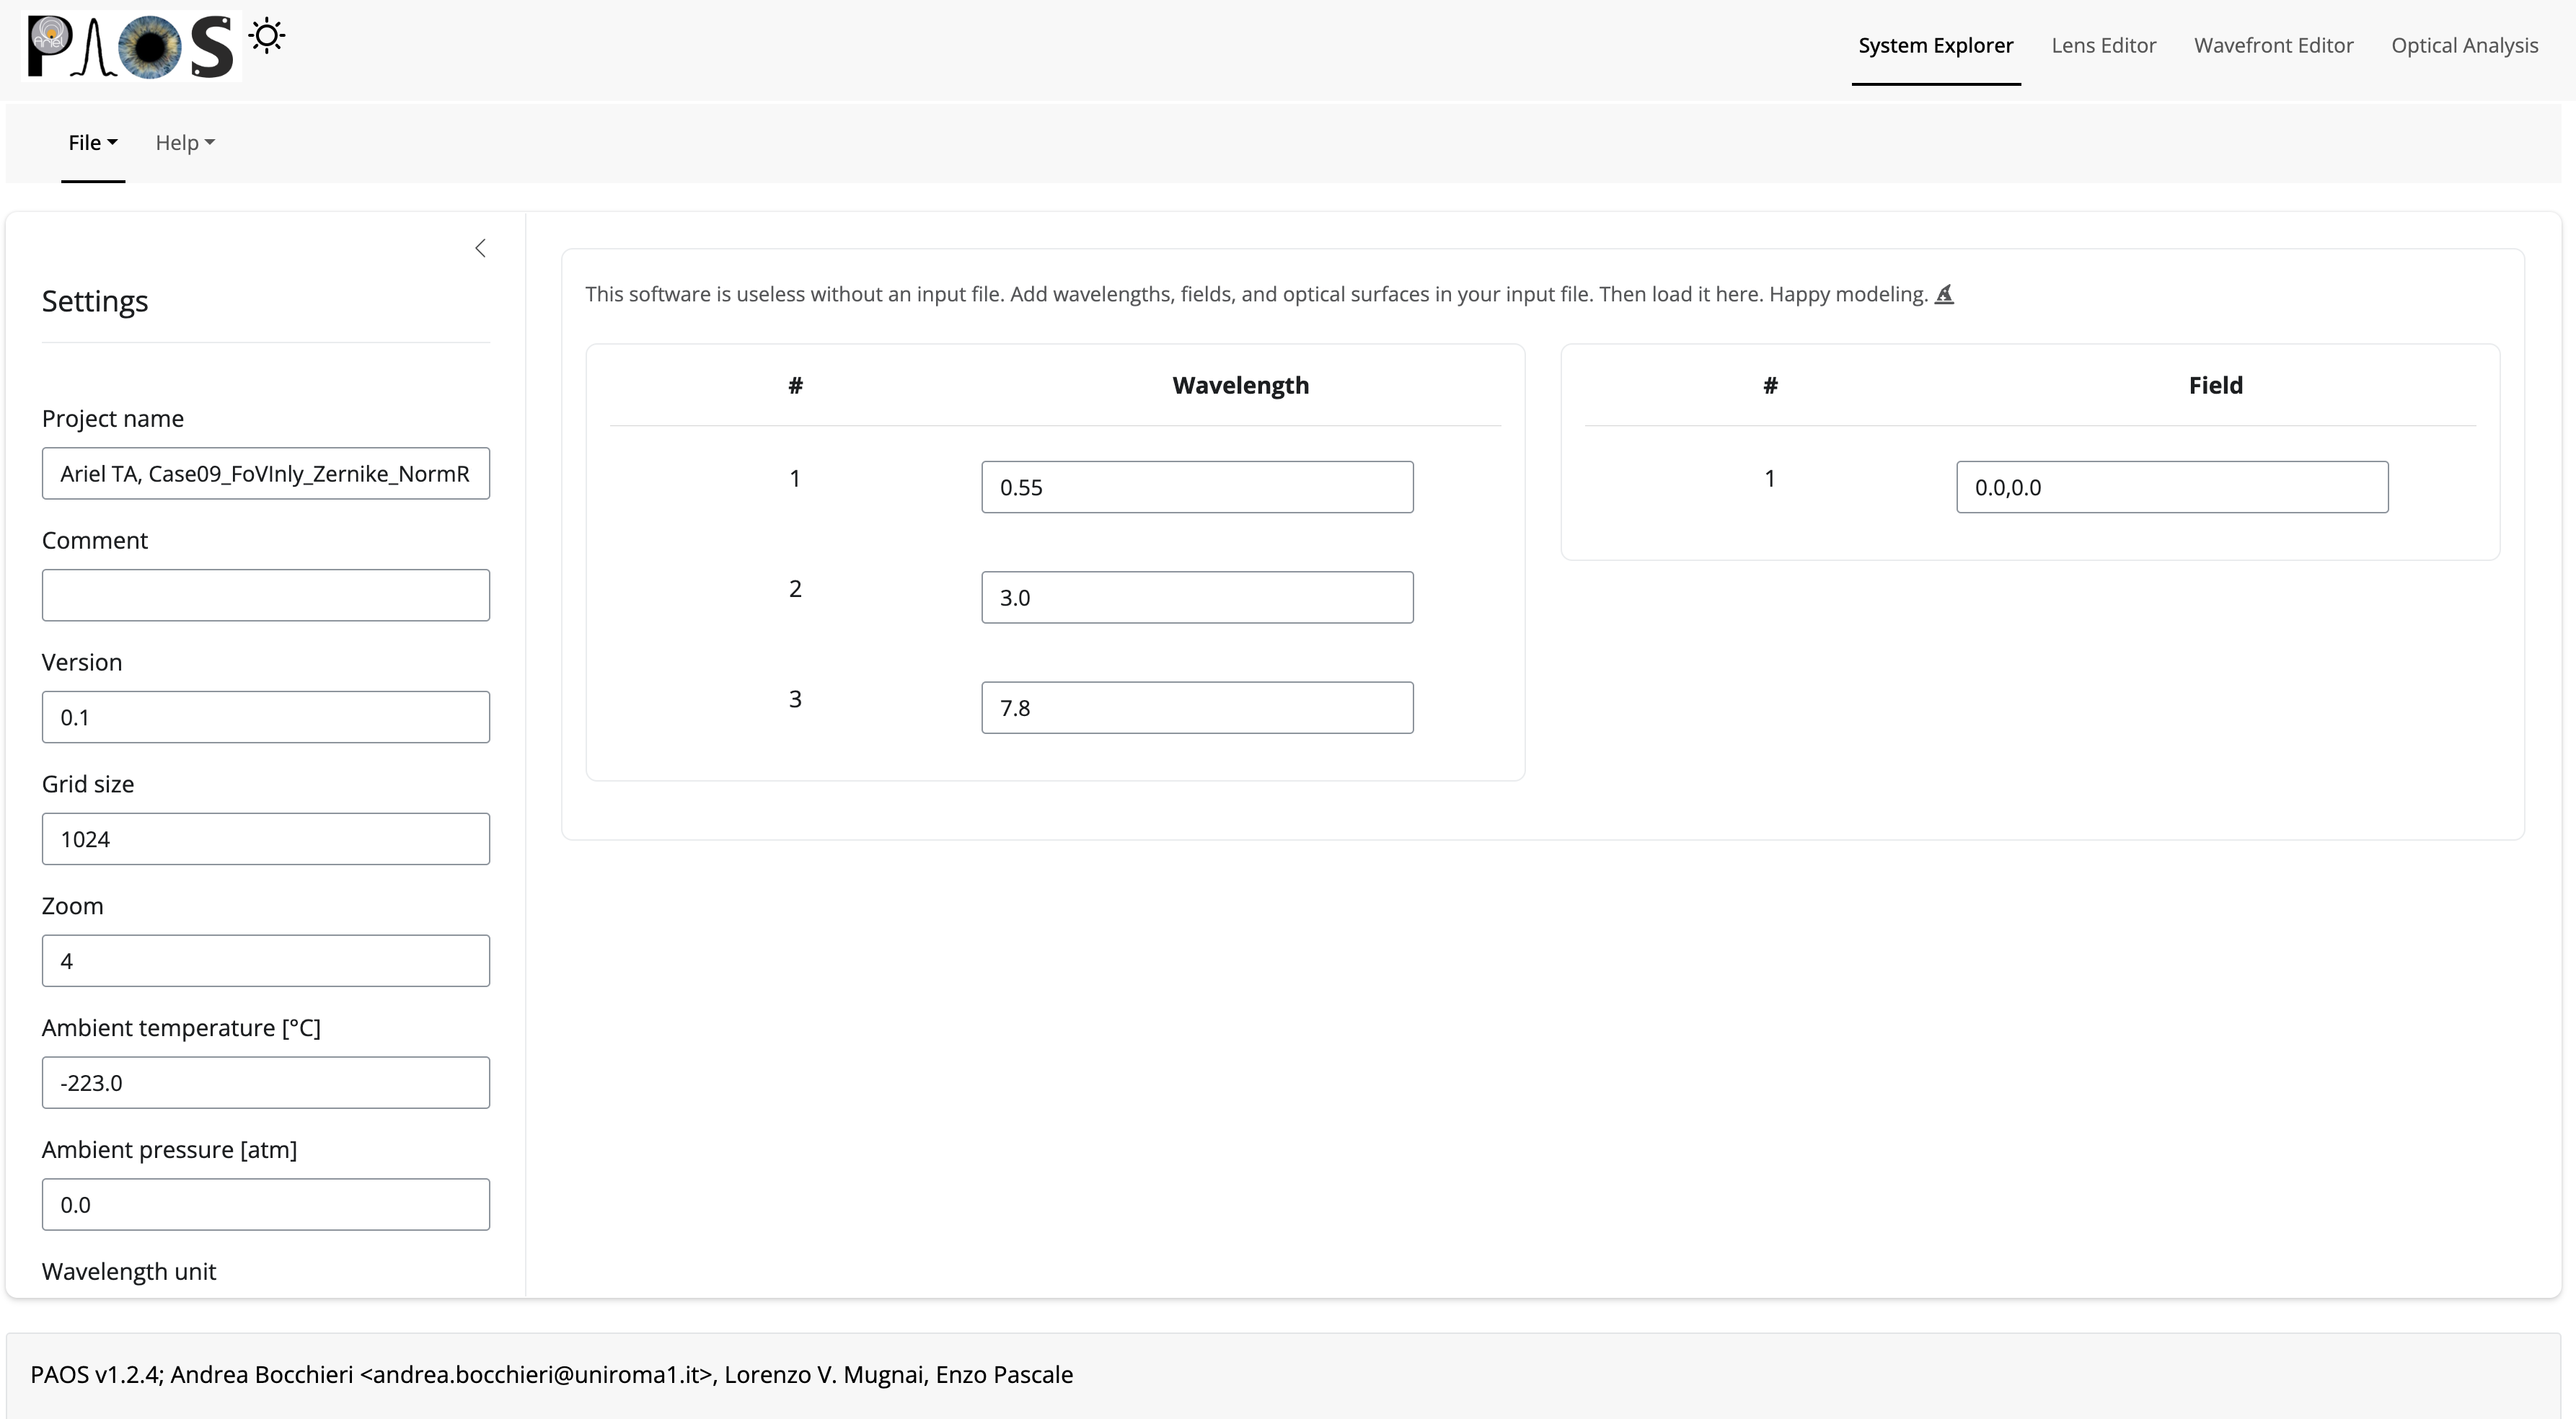 PAOS
System Explorer
Lens Editor
Wavefront Editor
Optical Analysis
File
Help
Settings
Project name
Ariel TA, Case09_FoVInly_Zernike_NormR
Comment
Version
0.1
Grid size
1024
Zoom
4
Ambient temperature [°C]
-223.0
Ambient pressure [atm]
0.0
Wavelength unit
This software is useless without an input file. Add wavelengths, fields, and optical surfaces in your input file. Then load it here. Happy modeling.
# Wavelength
1 0.55
2 3.0
3 7.8
# Field
1 0.0,0.0
PAOS v1.2.4; Andrea Bocchieri <andrea.bocchieri@uniroma1.it>, Lorenzo V. Mugnai, Enzo Pascale